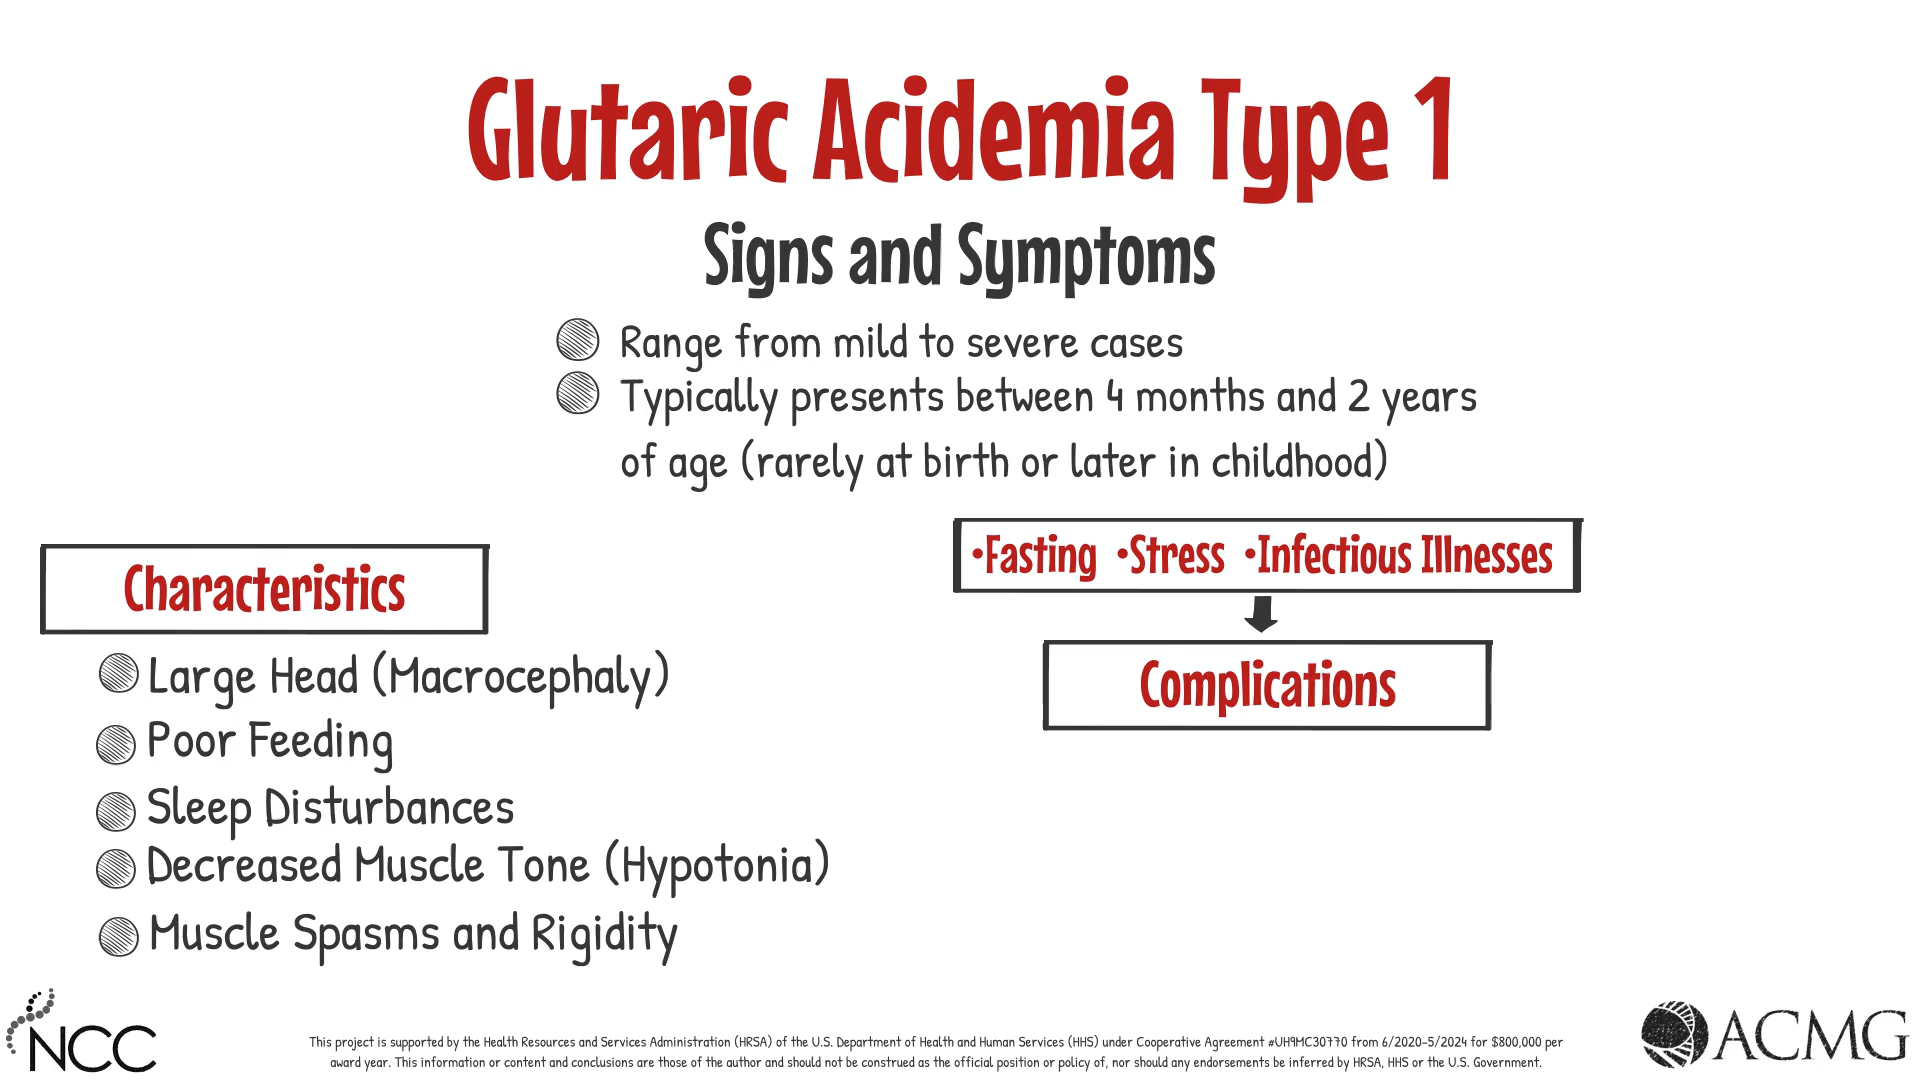 Glutaric Acidemia Type 1
Signs and Symptoms
Range from mild to severe cases
Typically presents between 4 months and 2 years
of age (rarely at birth or later in childhood)
Characteristics
Large Head (Macrocephaly)
Poor Feeding
Sleep Disturbances
Decreased Muscle Tone (Hypotonia)
Muscle Spasms and Rigidity
•Fasting •Stress •Infectious Illnesses
Complications
NCC
This project is supported by the Health Resources and Services Administration (HRSA) of the U.S. Department of Health and Human Services (HHS) under Cooperative Agreement #UH9MC30770 from 6/2020-5/2024 for $800,000 per
award year. This information or content and conclusions are those of the author and should not be construed as the official position or policy of, nor should any endorsements be inferred by HRSA, HHS or the U.S. Government.
ACMG